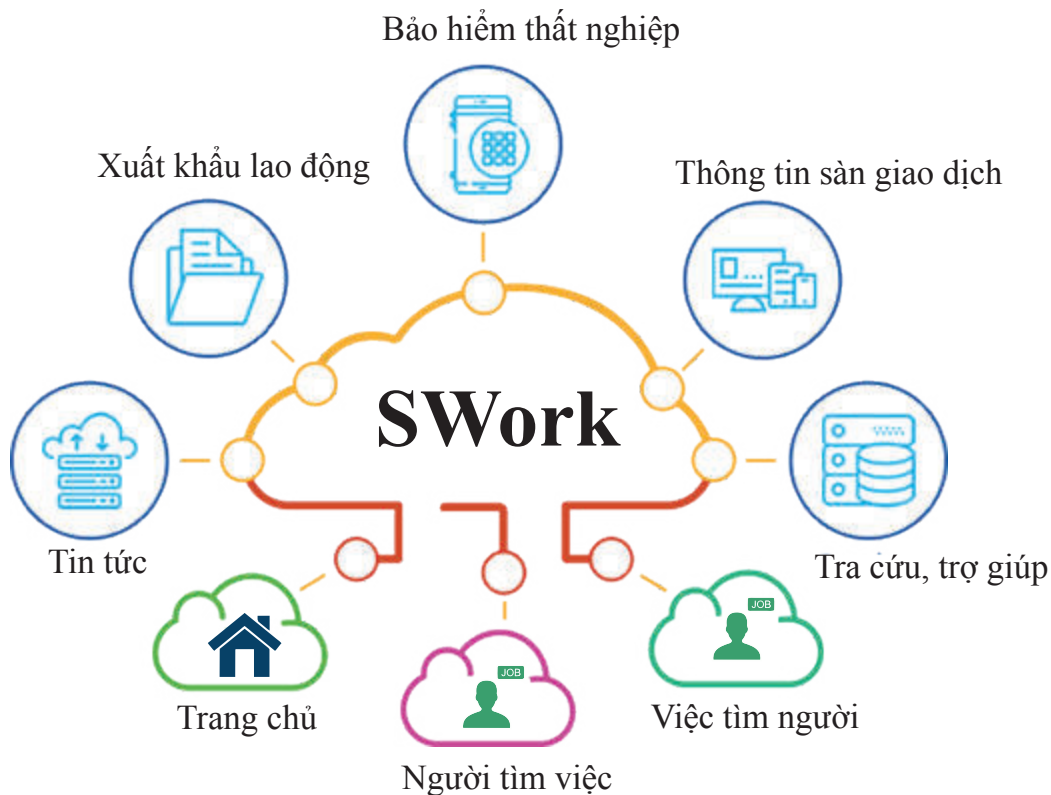 Bảo hiểm thất nghiệp
Xuất khẩu lao động
Thông tin sàn giao dịch
SWork
Tin tức
Tra cứu, trợ giúp
JOB
JOB
Trang chủ
Việc tìm người
Người tìm việc